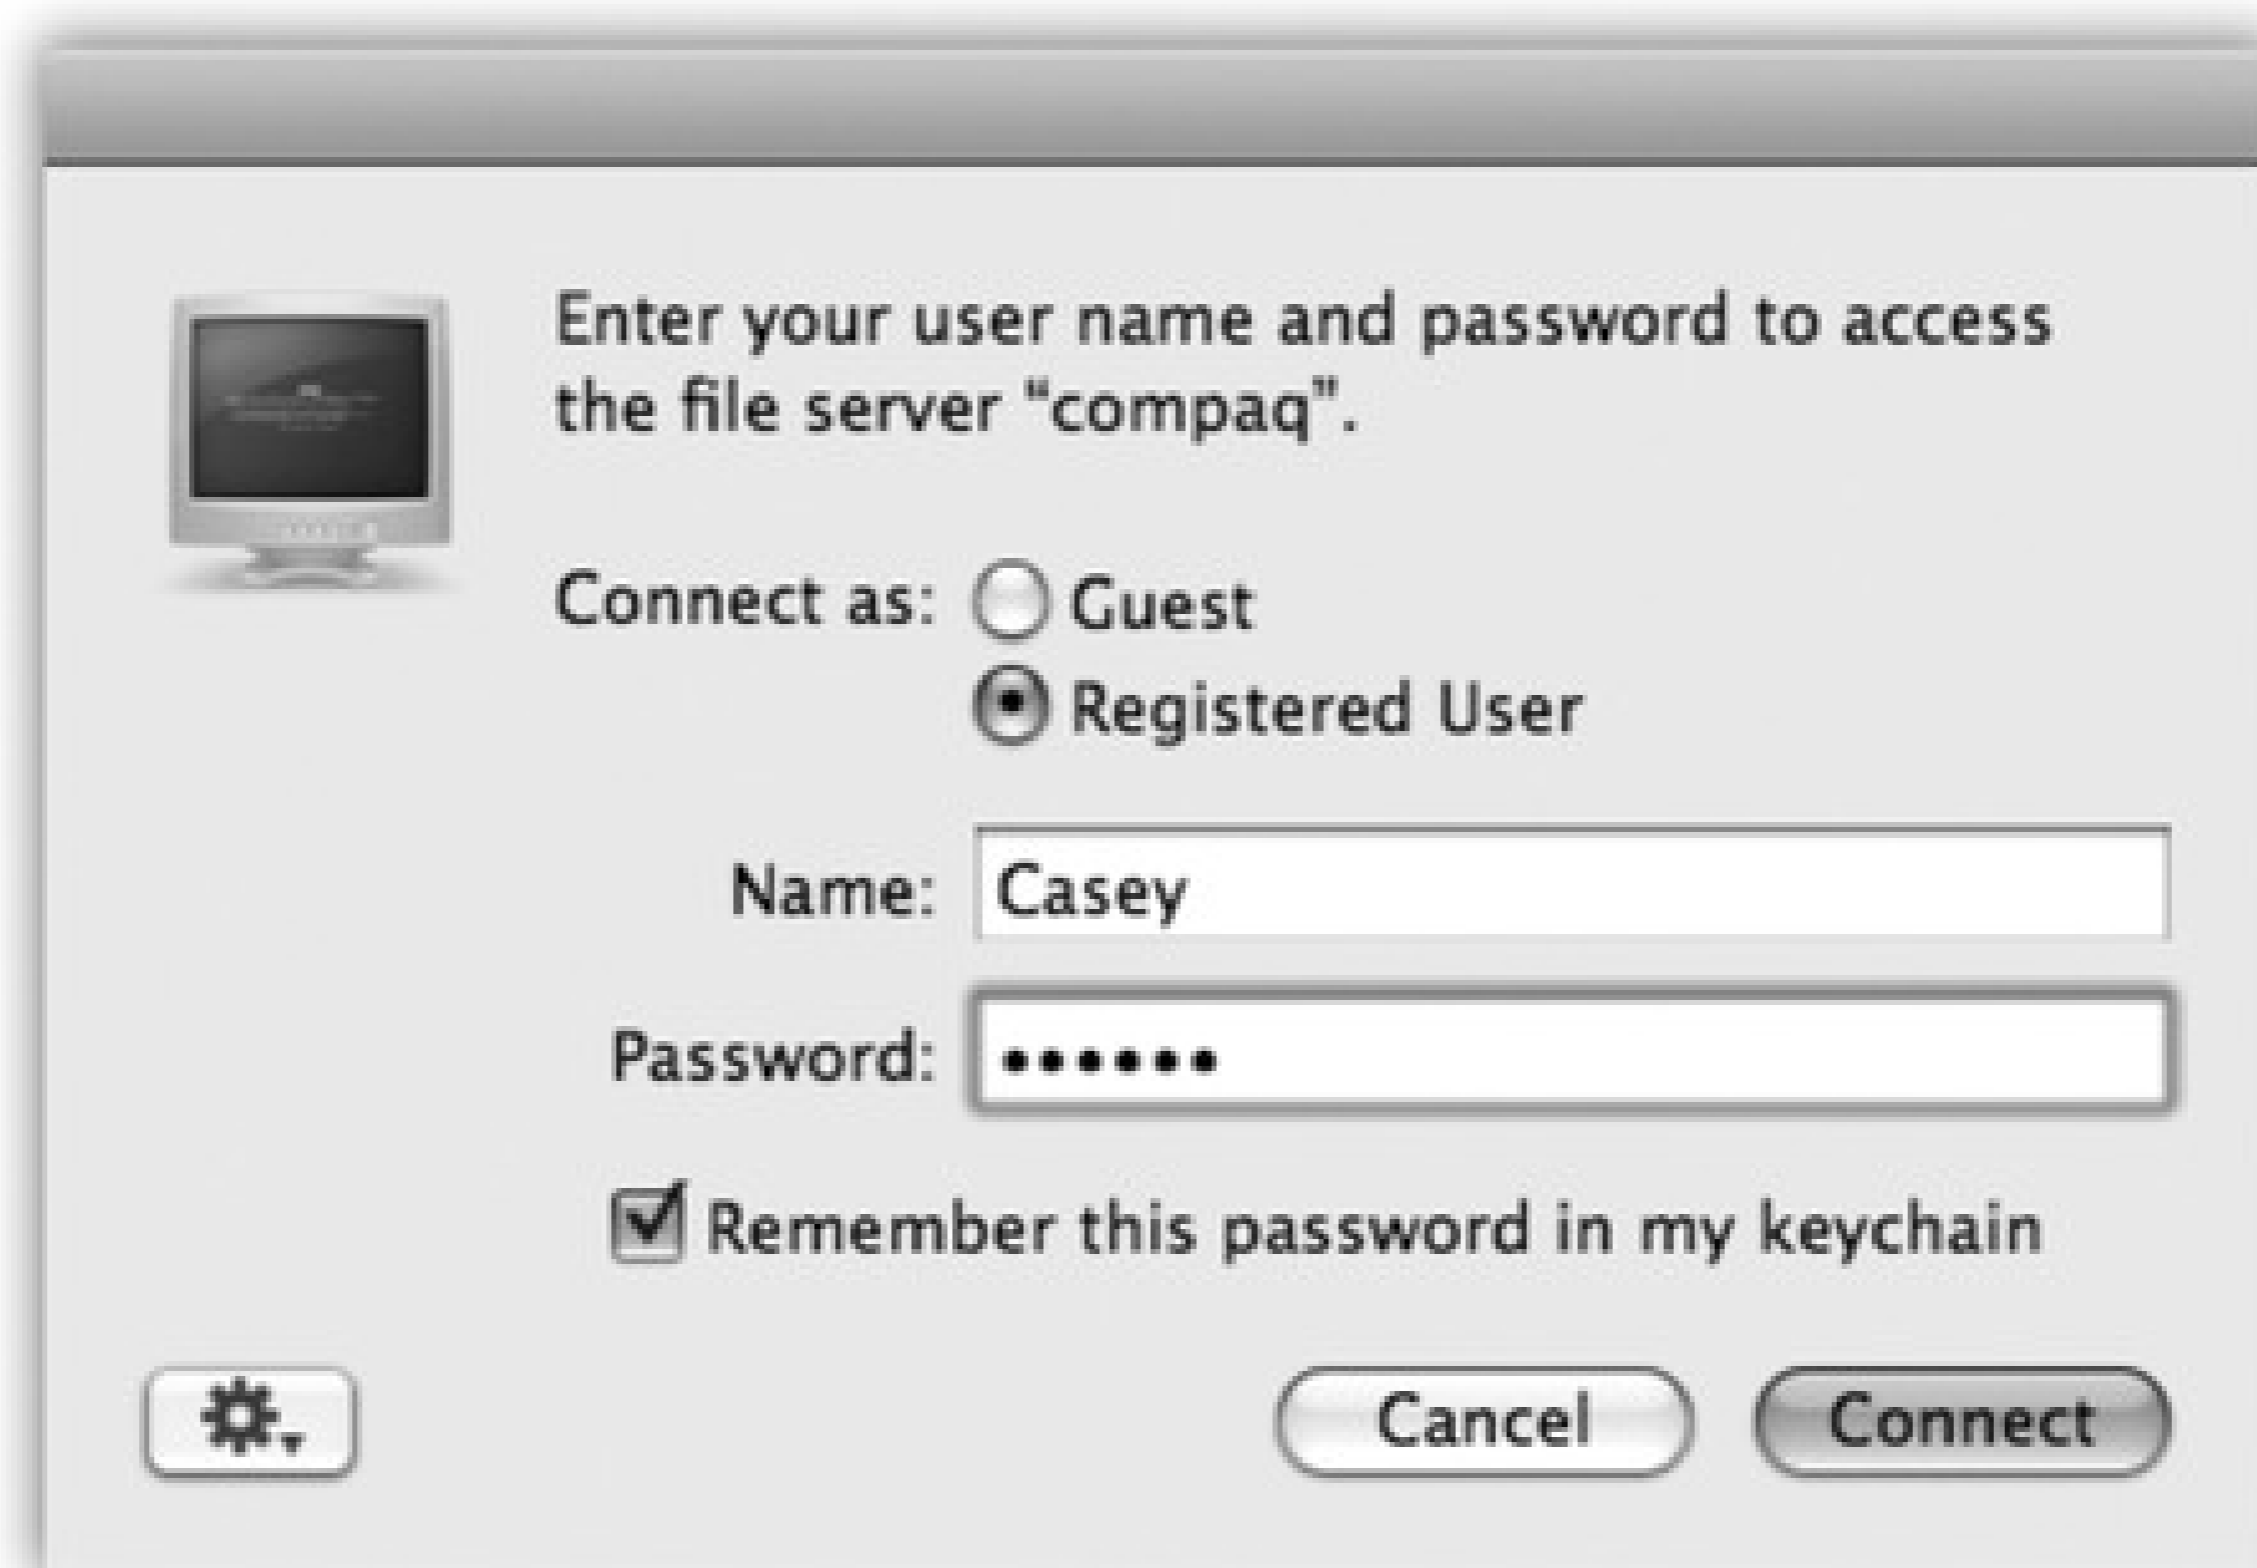 Enter your user name and password to access
the file server “compaq”.
Connect as: Guest
Registered User
Name: Casey
Password: ••••••
Remember this password in my keychain
Cancel Connect